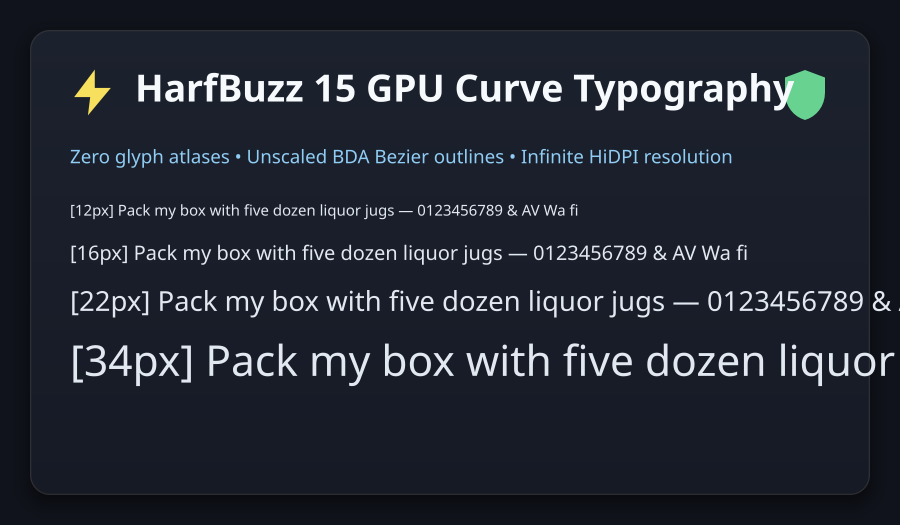 HarfBuzz 15 GPU Curve Typography
Zero glyph atlases • Unscaled BDA Bezier outlines • Infinite HiDPI resolution
[12px] Pack my box with five dozen liquor jugs — 0123456789 & AV Wa fi
[16px] Pack my box with five dozen liquor jugs — 0123456789 & AV Wa fi
[22px] Pack my box with five dozen liquor jugs — 0123456789 &
[34px] Pack my box with five dozen liquor